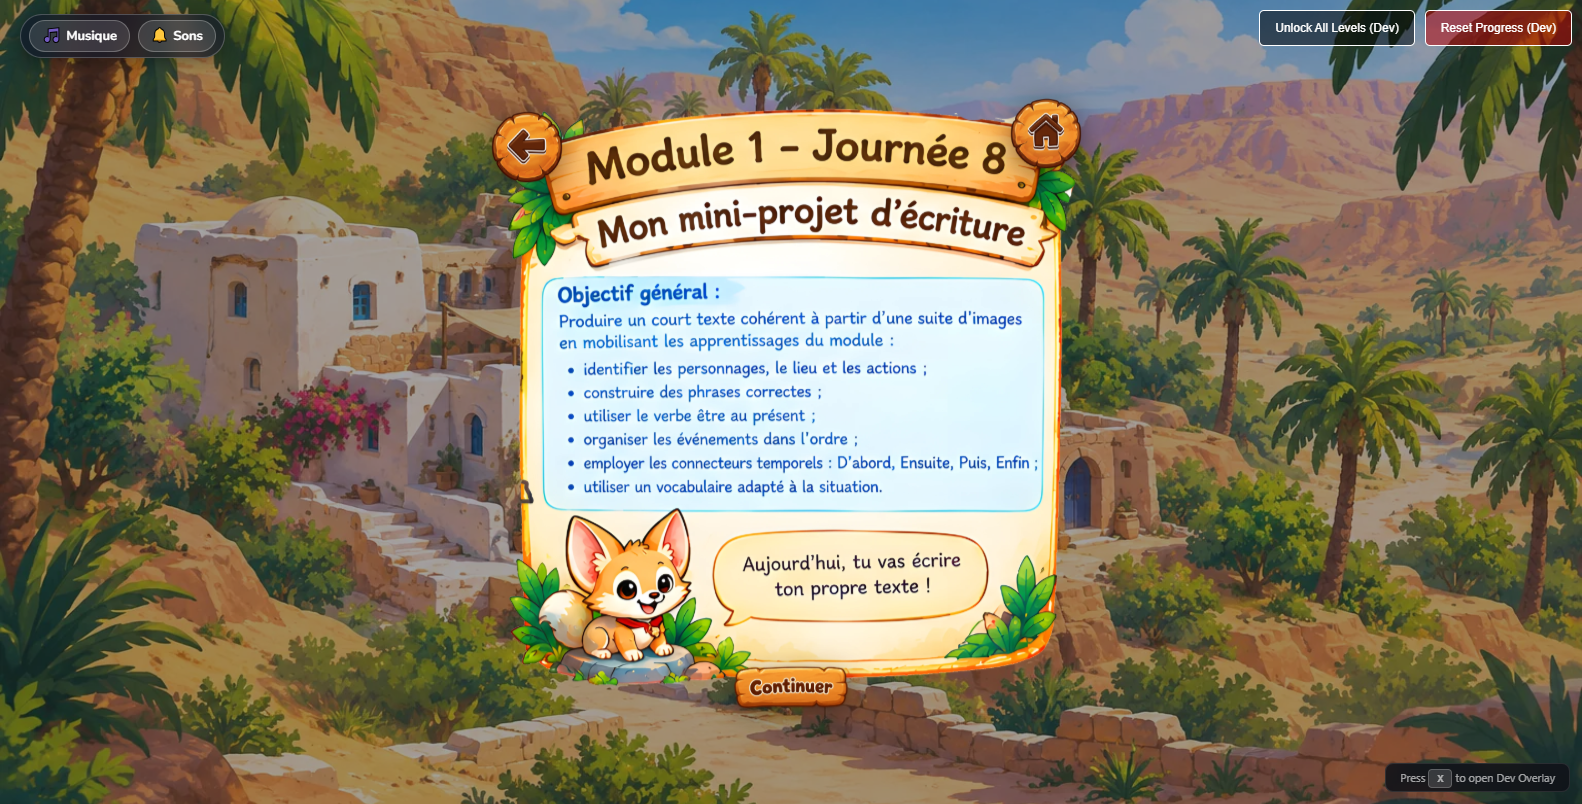 Musique
Sons
Unlock All Levels (Dev)
Reset Progress (Dev)
Module 1 - Journée 8
Mon mini-projet d'écriture
Objectif général :
Produire un court texte cohérent à partir d'une suite d'images
en mobilisant les apprentissages du module :
• identifier les personnages, le lieu et les actions ;
• construire des phrases correctes ;
• utiliser le verbe être au présent ;
• organiser les événements dans l'ordre ;
• employer les connecteurs temporels : D'abord, Ensuite, Puis, Enfin ;
• utiliser un vocabulaire adapté à la situation.
Aujourd'hui, tu vas écrire
ton propre texte !
Continuer
Press X to open Dev Overlay